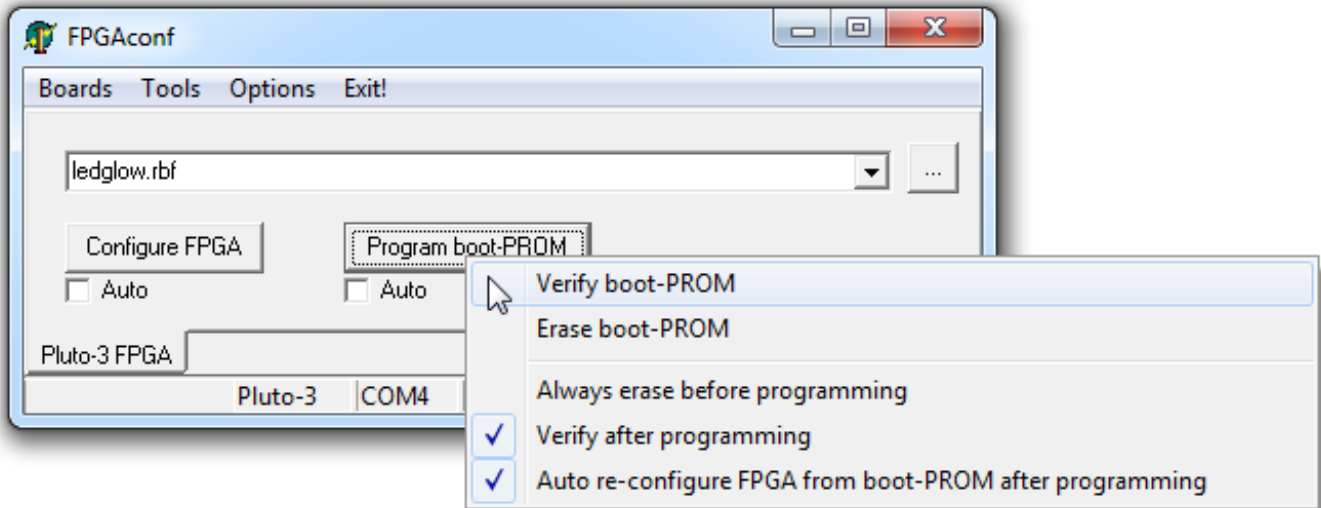 FPGAconf
Boards Tools Options Exit!
ledglow.rbf
...
Configure FPGA Program boot-PROM
Auto Auto
Verify boot-PROM
Erase boot-PROM
Always erase before programming
Verify after programming
Auto re-configure FPGA from boot-PROM after programming
Pluto-3 FPGA
Pluto-3 COM4